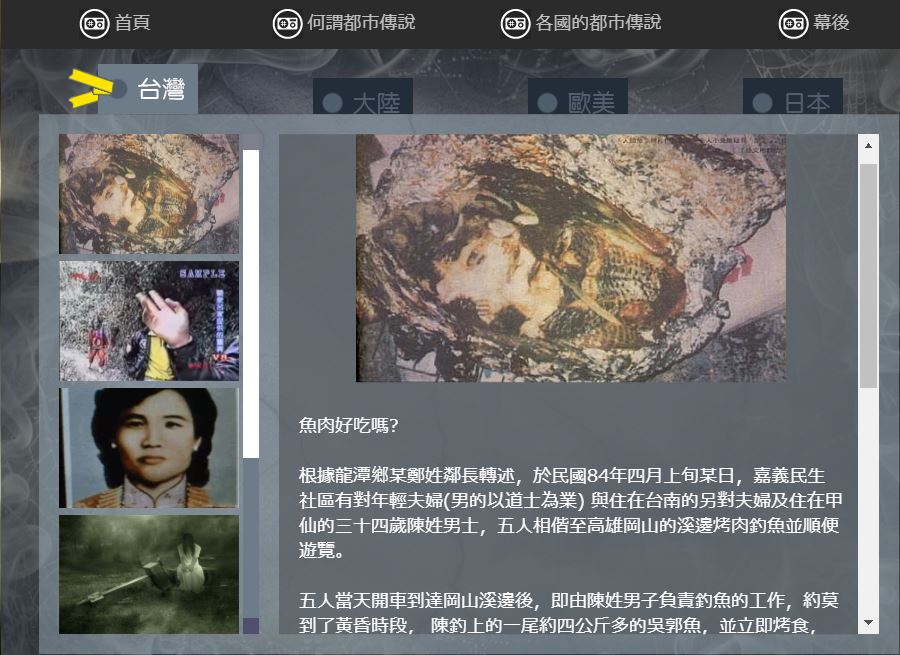 首頁
何謂都市傳說
各國的都市傳說
幕後
台灣
大陸
歐美
日本
SAMPLE
魚肉好吃嗎?
根據龍潭鄉某鄭姓鄰長轉述，於民國84年四月上旬某日，嘉義民生
社區有對年輕夫婦(男的以道士為業) 與住在台南的另對夫婦及住在甲
仙的三十四歲陳姓男士，五人相偕至高雄岡山的溪邊烤肉釣魚並順便
遊覽。
五人當天開車到達岡山溪邊後，即由陳姓男子負責釣魚的工作，約莫
到了黃昏時段， 陳釣上的一尾約四公斤多的吳郭魚，並立即烤食，